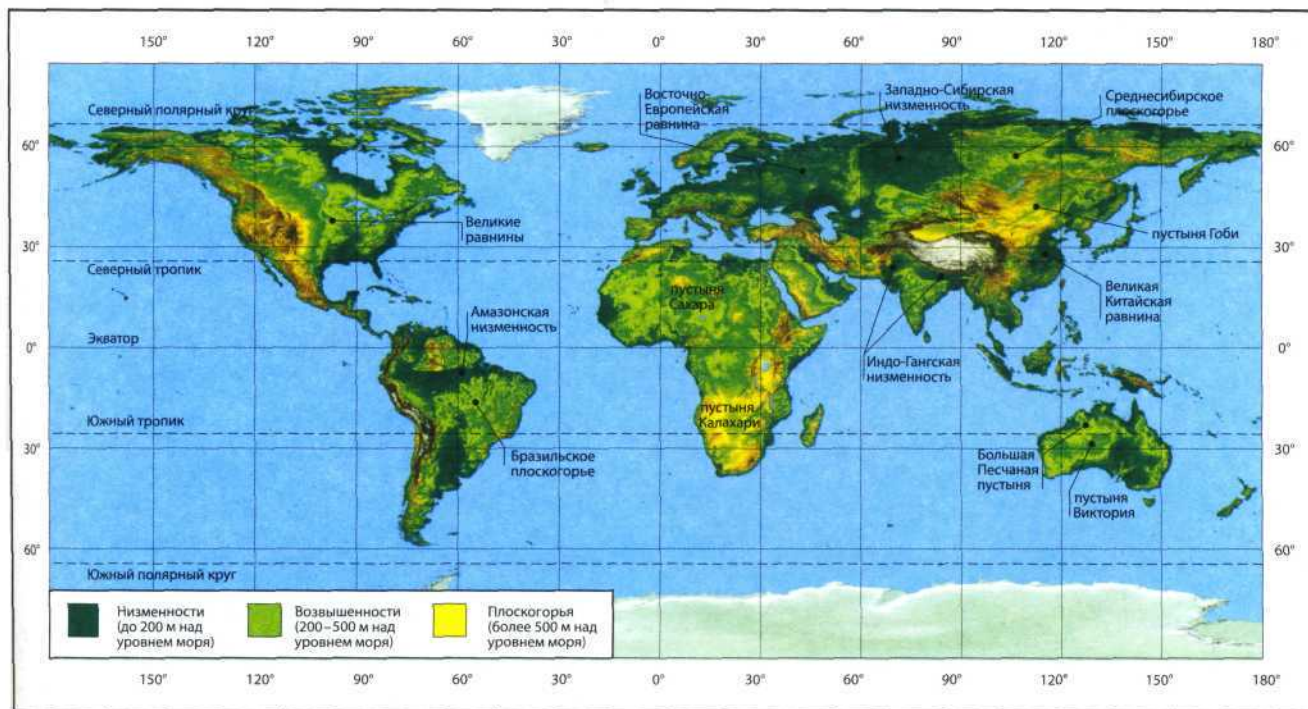 150° 120° 90° 60° 30° 0° 30° 60° 90° 120° 150° 180°
Северный полярный круг
Восточно-
Европейская
равнина
Западно-Сибирская
низменность
Среднесибирское
плоскогорье
60° 60°
Великие
равнины
пустыня Гоби
30° 30°
Северный тропик
пустыня
Сахара
Великая
Китайская
равнина
Амазонская
низменность
Экватор
0° 0°
Индо-Гангская
низменность
пустыня
Калахари
Южный тропик
30° 30°
Бразильское
плоскогорье
Большая
Песчаная
пустыня
пустыня
Виктория
60° 60°
Южный полярный круг
Низменности
(до 200 м над
уровнем моря)
Возвышенности
(200–500 м над
уровнем моря)
Плоскогорья
(более 500 м над
уровнем моря)
150° 120° 90° 60° 30° 0° 30° 60° 90° 120° 150° 180°